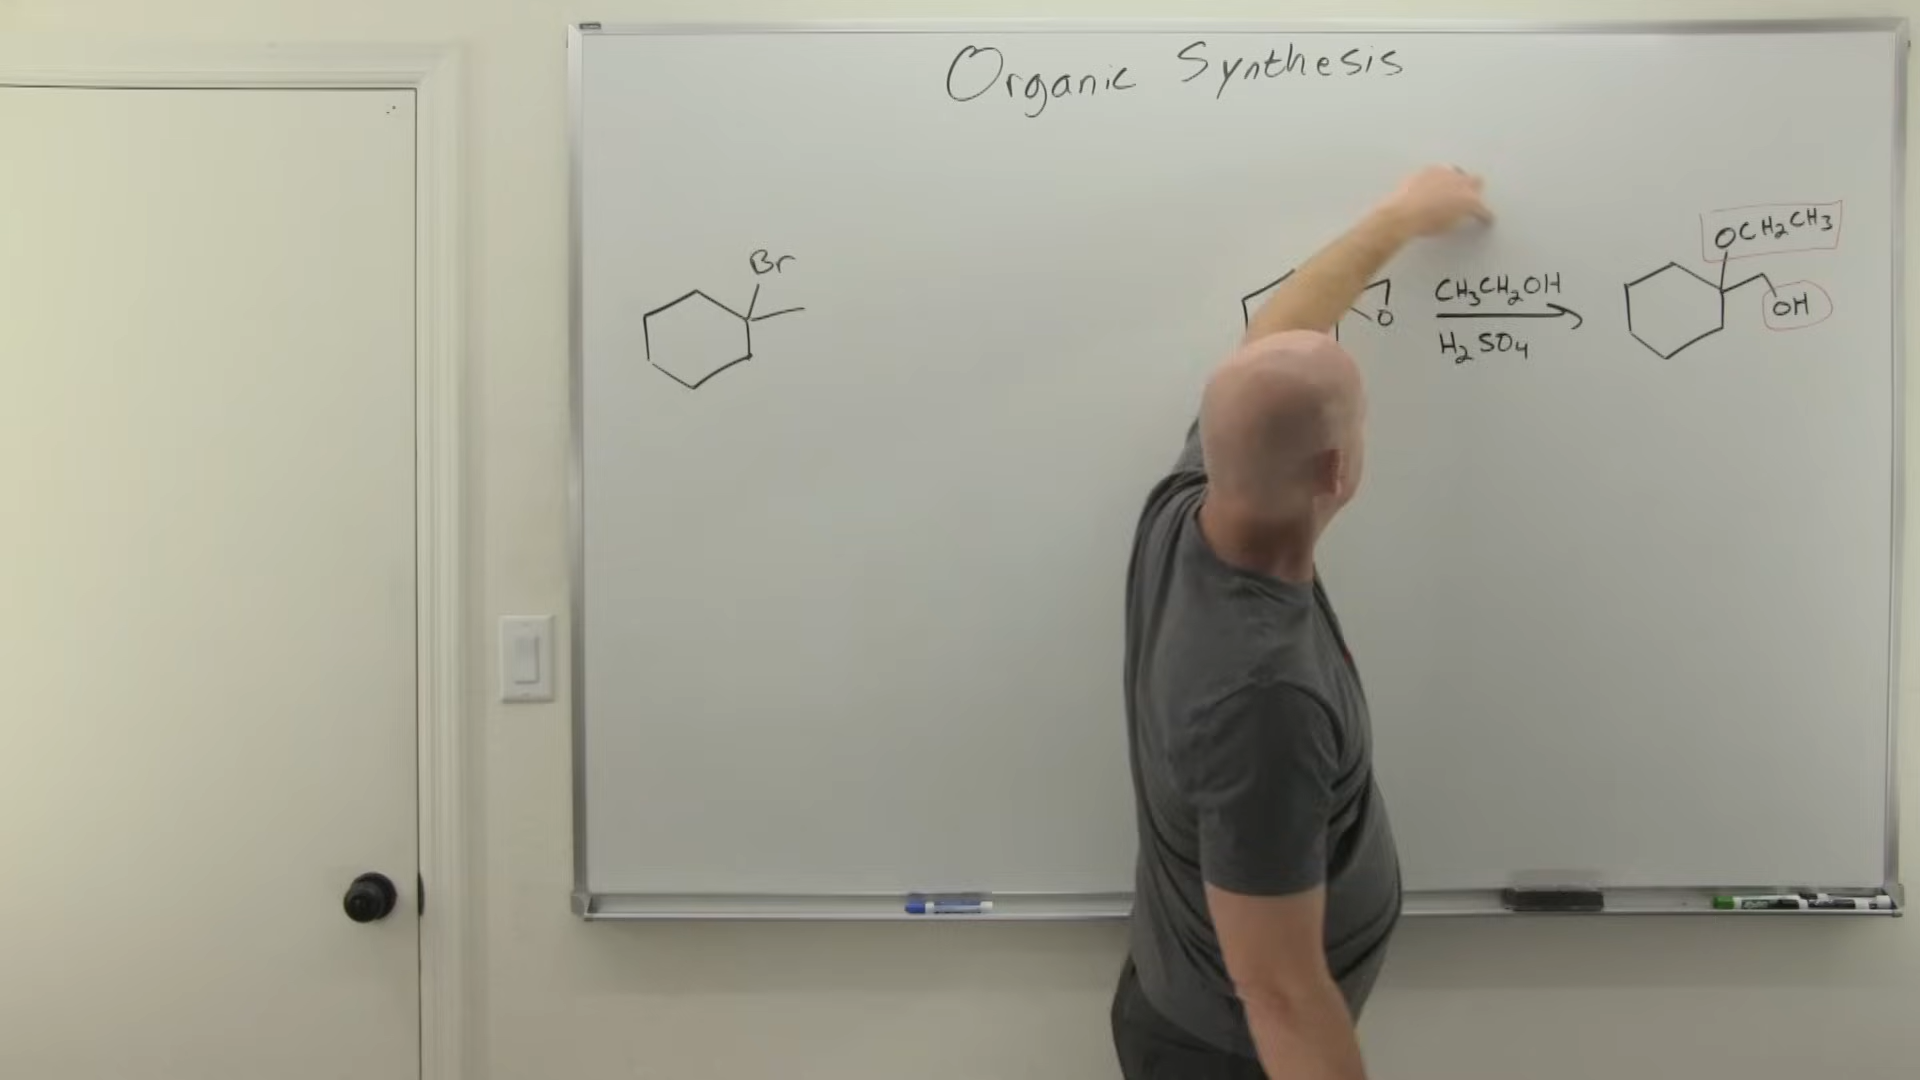 Organic Synthesis
Br
O
CH₃CH₂OH
H₂SO₄
OCH₂CH₃
OH